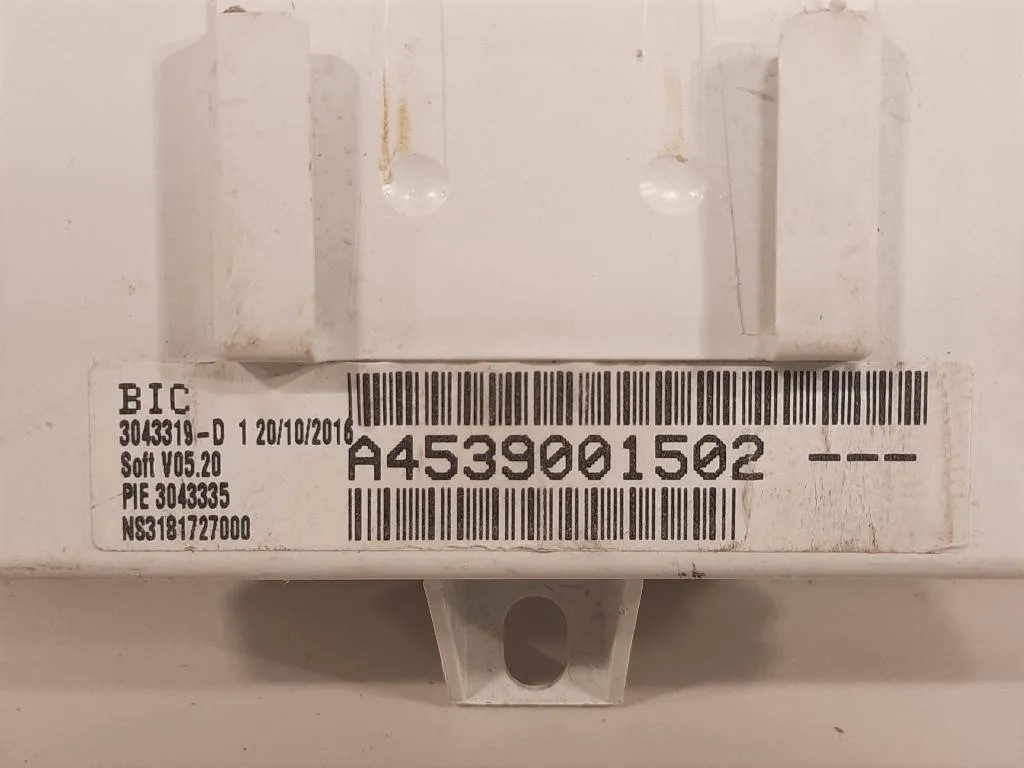 BIC
3043319-D 1 20/10/2016
Soft V05.20
PIE 3043335
NS3181727000
A4539001502 ---